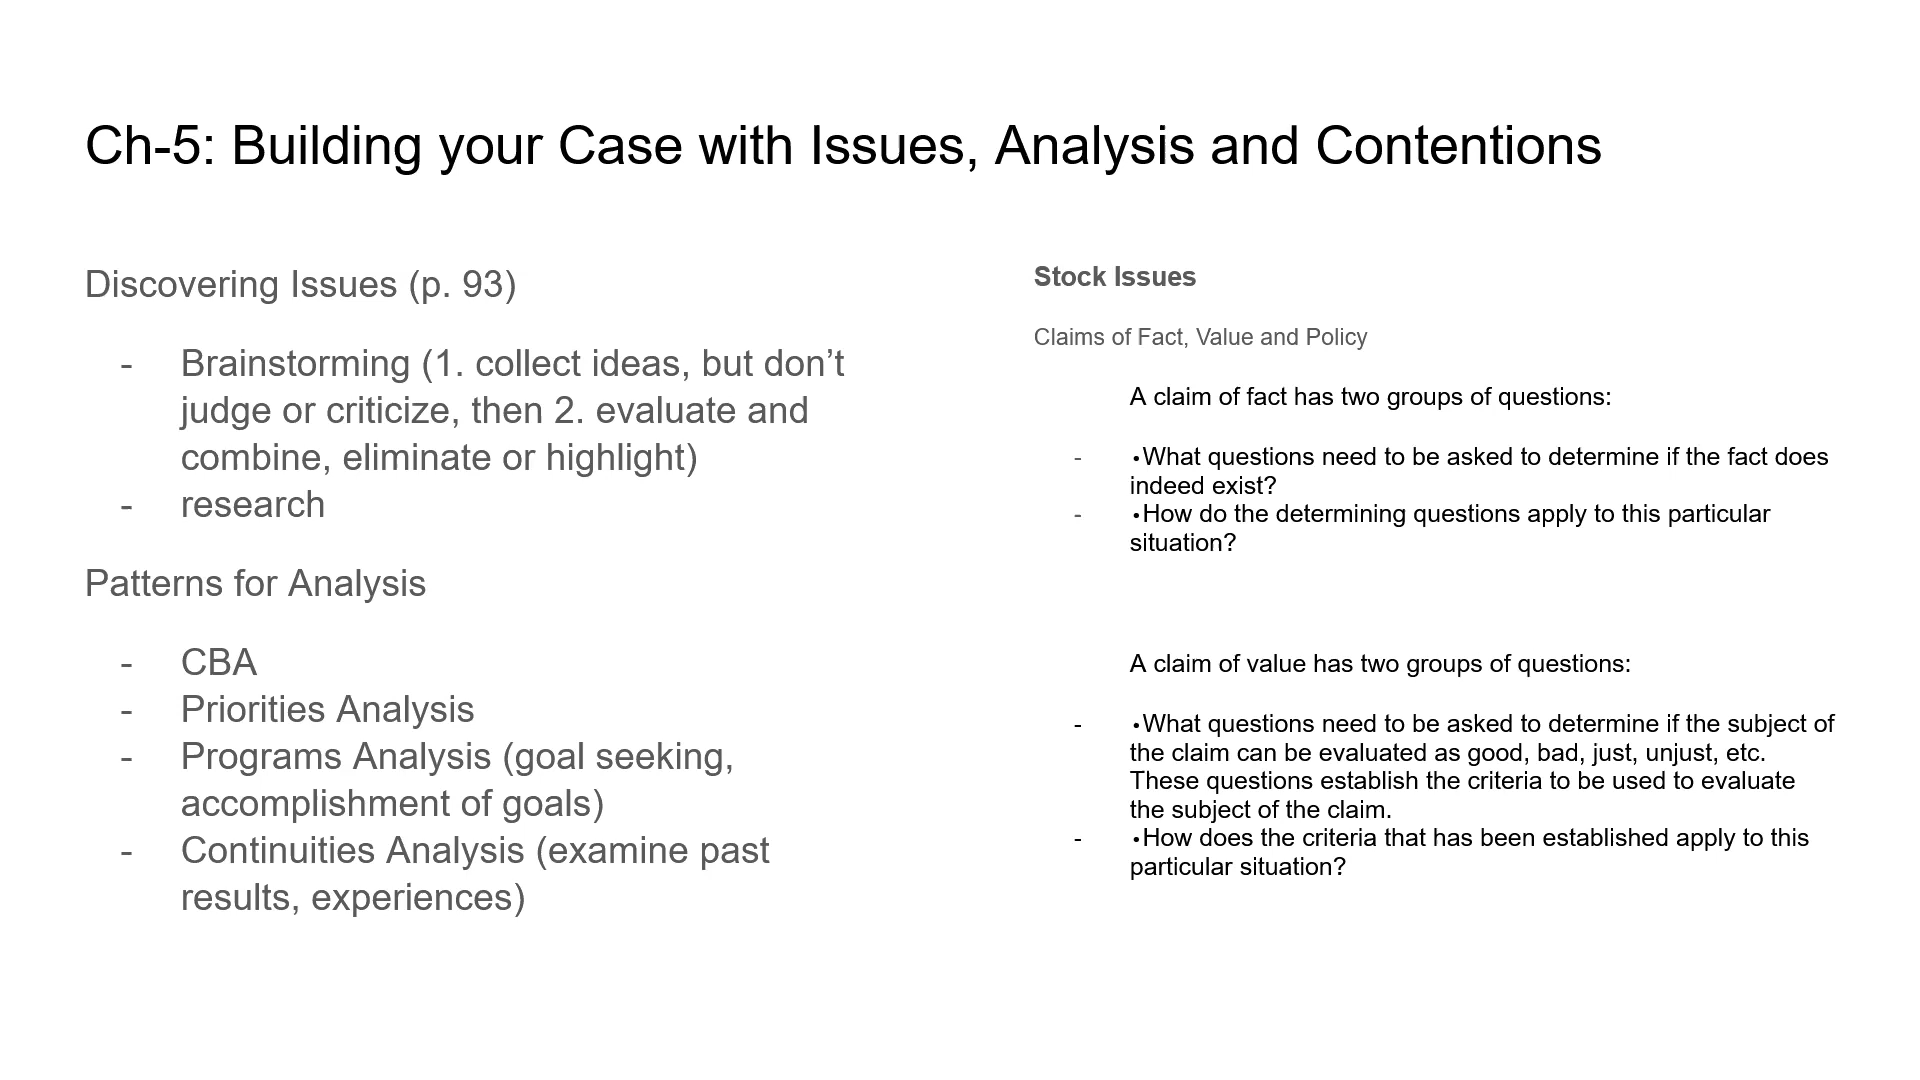 Ch-5: Building your Case with Issues, Analysis and Contentions
Discovering Issues (p. 93)
- Brainstorming (1. collect ideas, but don’t
judge or criticize, then 2. evaluate and
combine, eliminate or highlight)
- research
Patterns for Analysis
- CBA
- Priorities Analysis
- Programs Analysis (goal seeking,
accomplishment of goals)
- Continuities Analysis (examine past
results, experiences)
Stock Issues
Claims of Fact, Value and Policy
A claim of fact has two groups of questions:
- •What questions need to be asked to determine if the fact does
indeed exist?
- •How do the determining questions apply to this particular
situation?
A claim of value has two groups of questions:
- •What questions need to be asked to determine if the subject of
the claim can be evaluated as good, bad, just, unjust, etc.
These questions establish the criteria to be used to evaluate
the subject of the claim.
- •How does the criteria that has been established apply to this
particular situation?